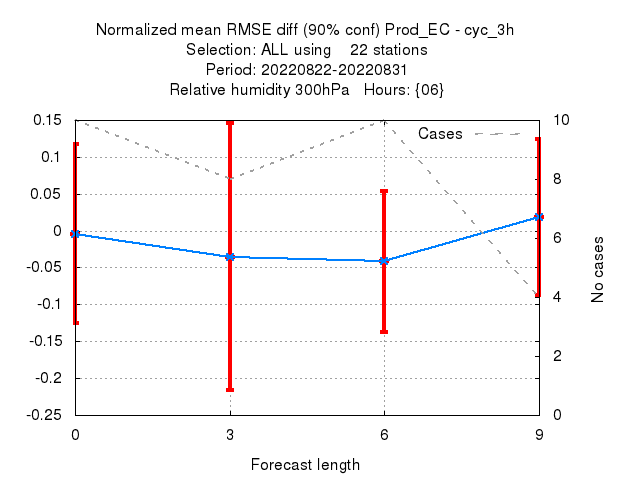 Normalized mean RMSE diff (90% conf) Prod_EC - cyc_3h
Selection: ALL using    22 stations
Period: 20220822-20220831
Relative humidity 300hPa   Hours: {06}
0.15
0.1
0.05
0
-0.05
-0.1
-0.15
-0.2
-0.25
Cases
10
8
6
4
2
0
No cases
0
3
6
9
Forecast length